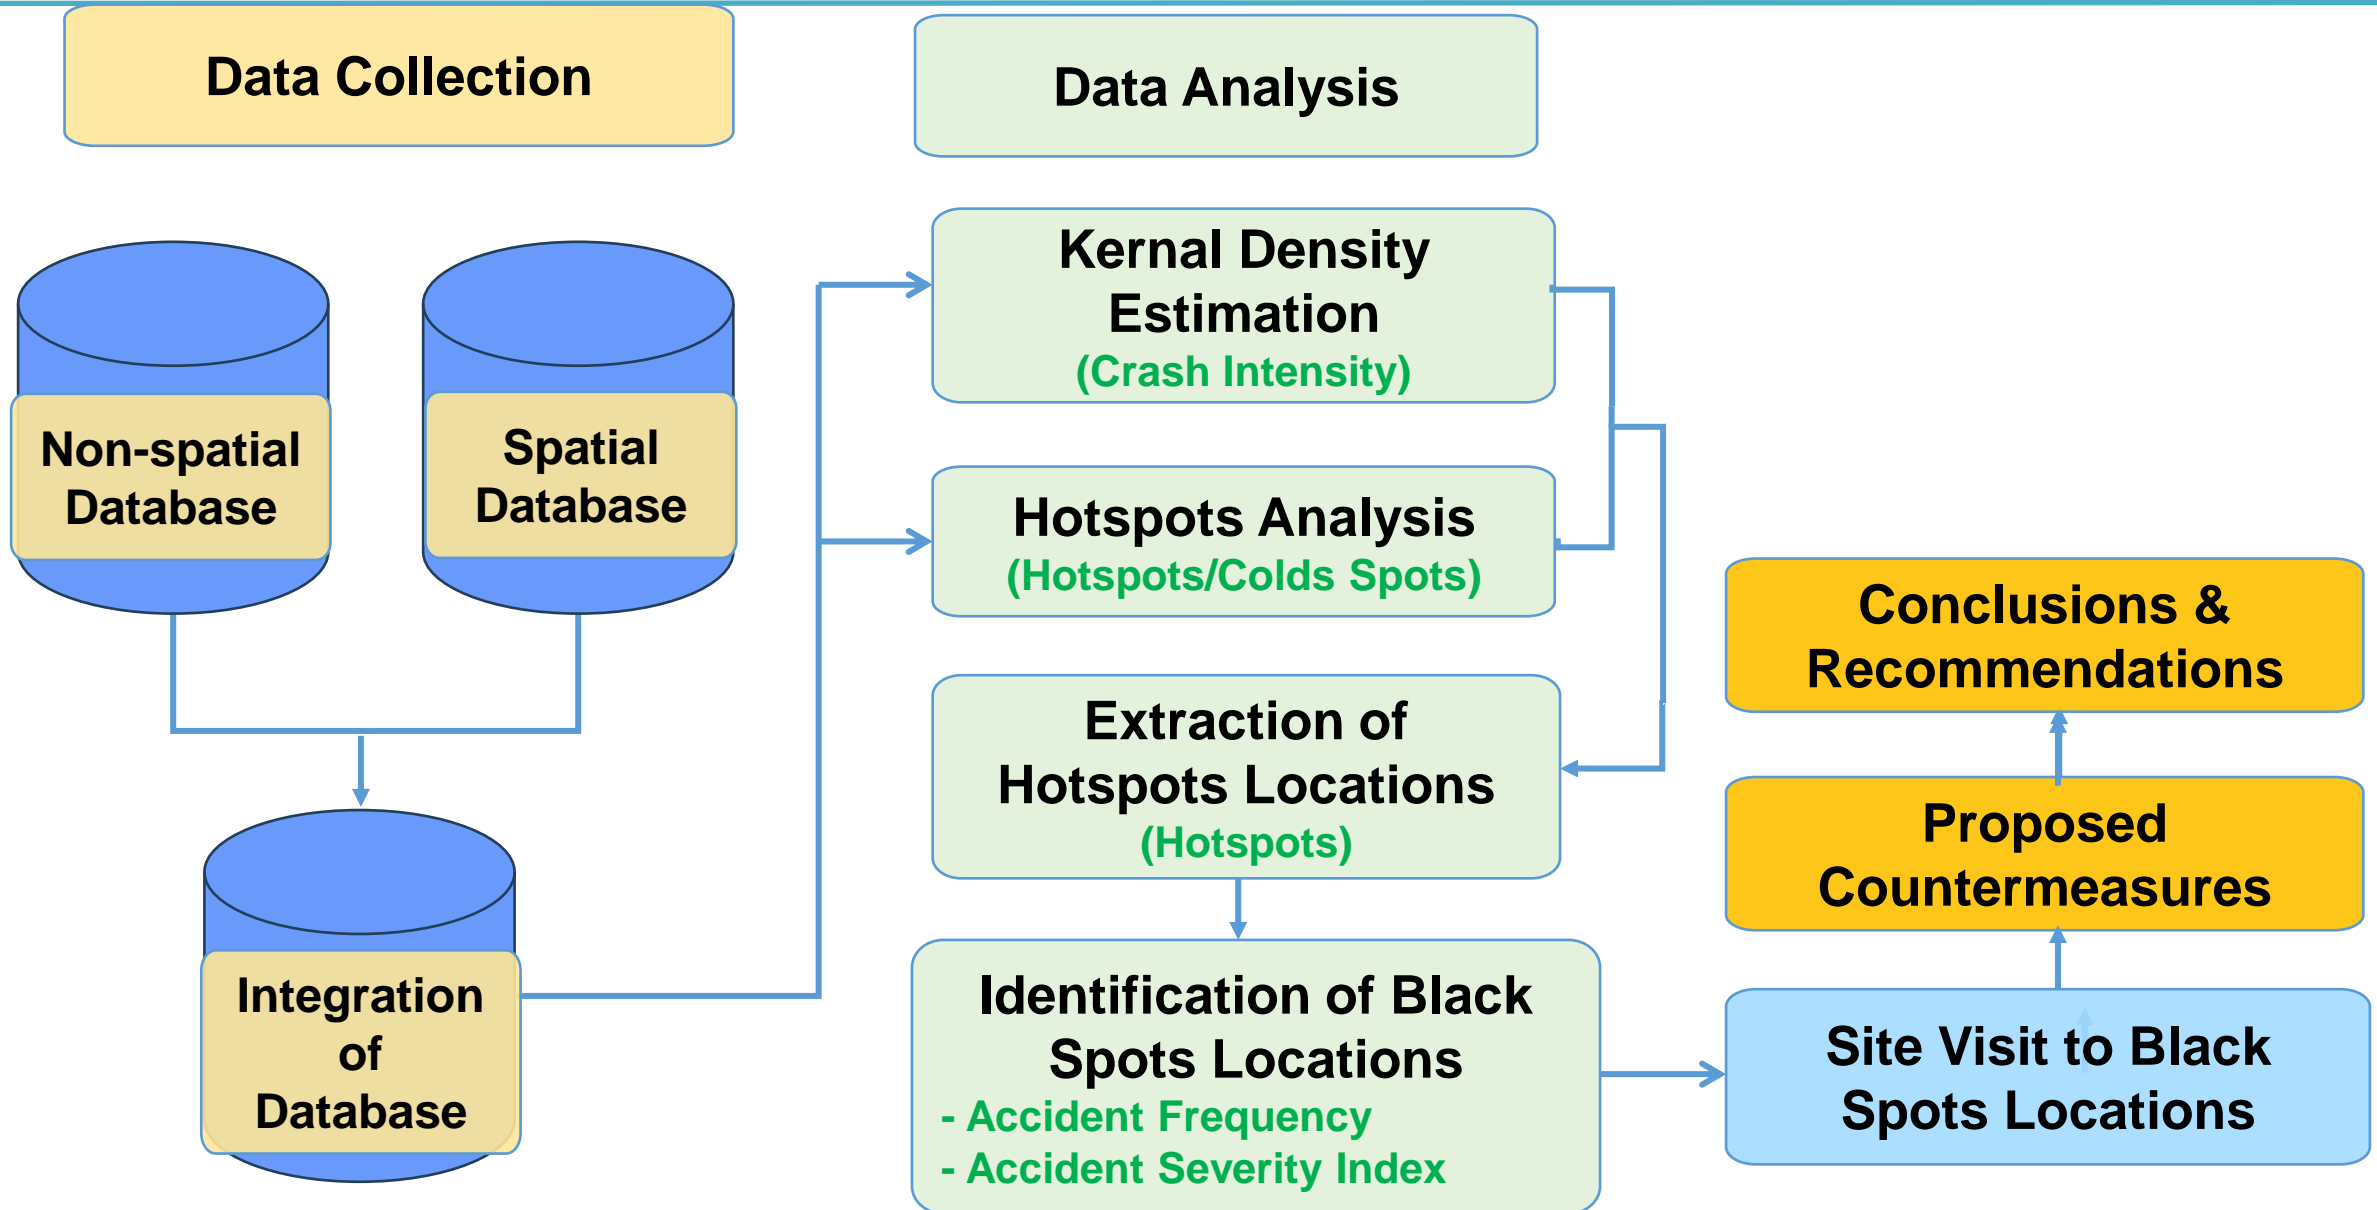 Data Collection
Data Analysis
Non-spatial
Database
Spatial
Database
Integration
of
Database
Kernal Density
Estimation
(Crash Intensity)
Hotspots Analysis
(Hotspots/Colds Spots)
Extraction of
Hotspots Locations
(Hotspots)
Identification of Black
Spots Locations
- Accident Frequency
- Accident Severity Index
Conclusions &
Recommendations
Proposed
Countermeasures
Site Visit to Black
Spots Locations